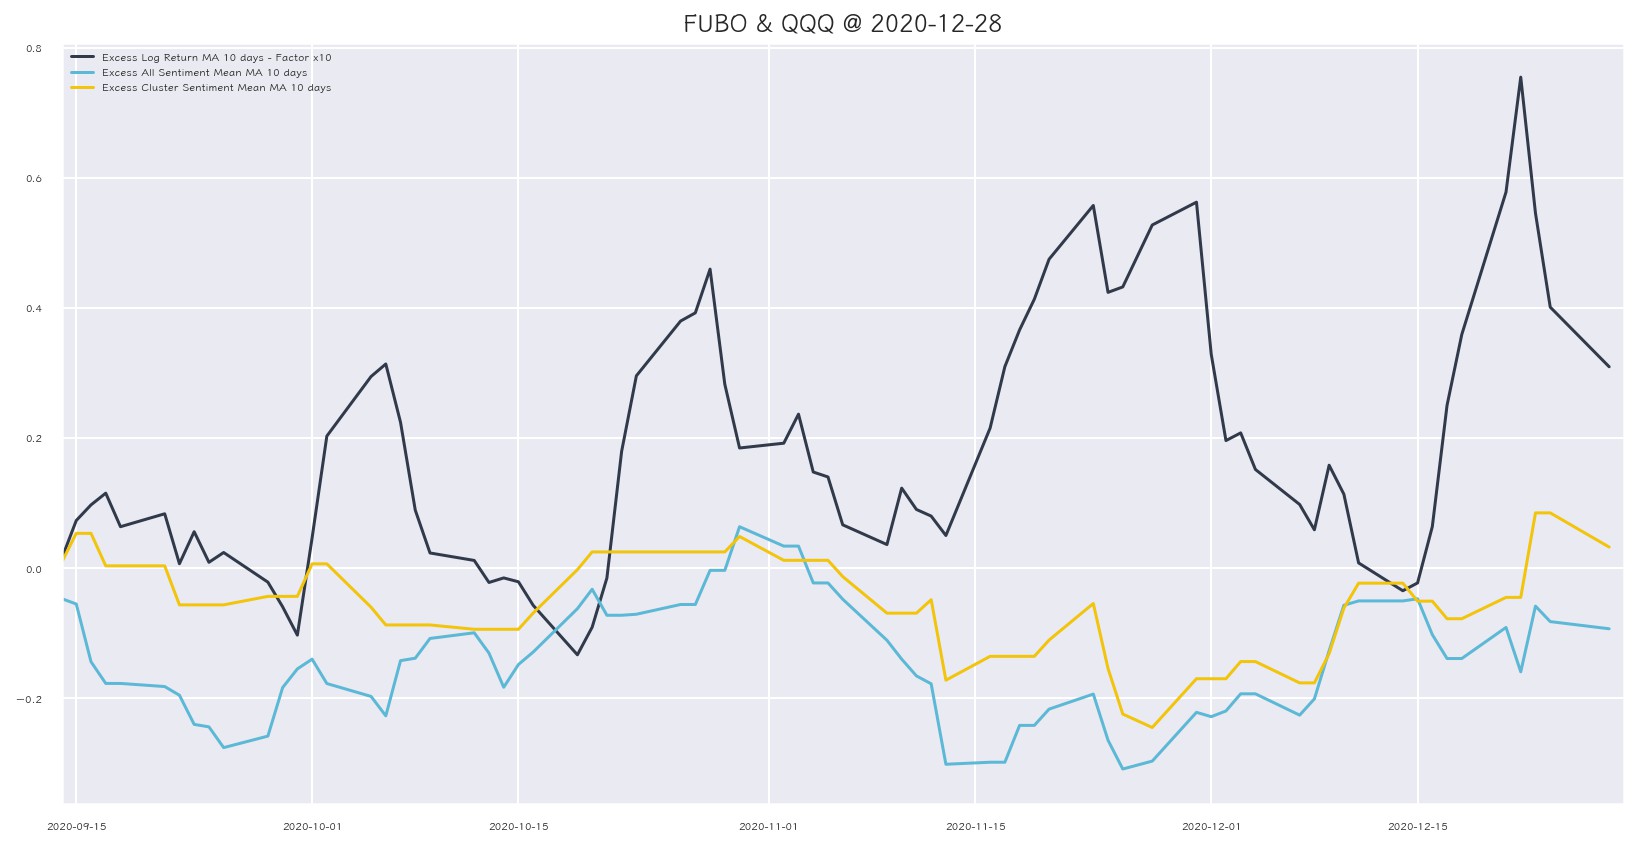 FUBO & QQQ @ 2020-12-28
Excess Log Return MA 10 days - Factor x10
Excess All Sentiment Mean MA 10 days
Excess Cluster Sentiment Mean MA 10 days
0.8
0.6
0.4
0.2
0.0
−0.2
2020-09-15 2020-10-01 2020-10-15 2020-11-01 2020-11-15 2020-12-01 2020-12-15